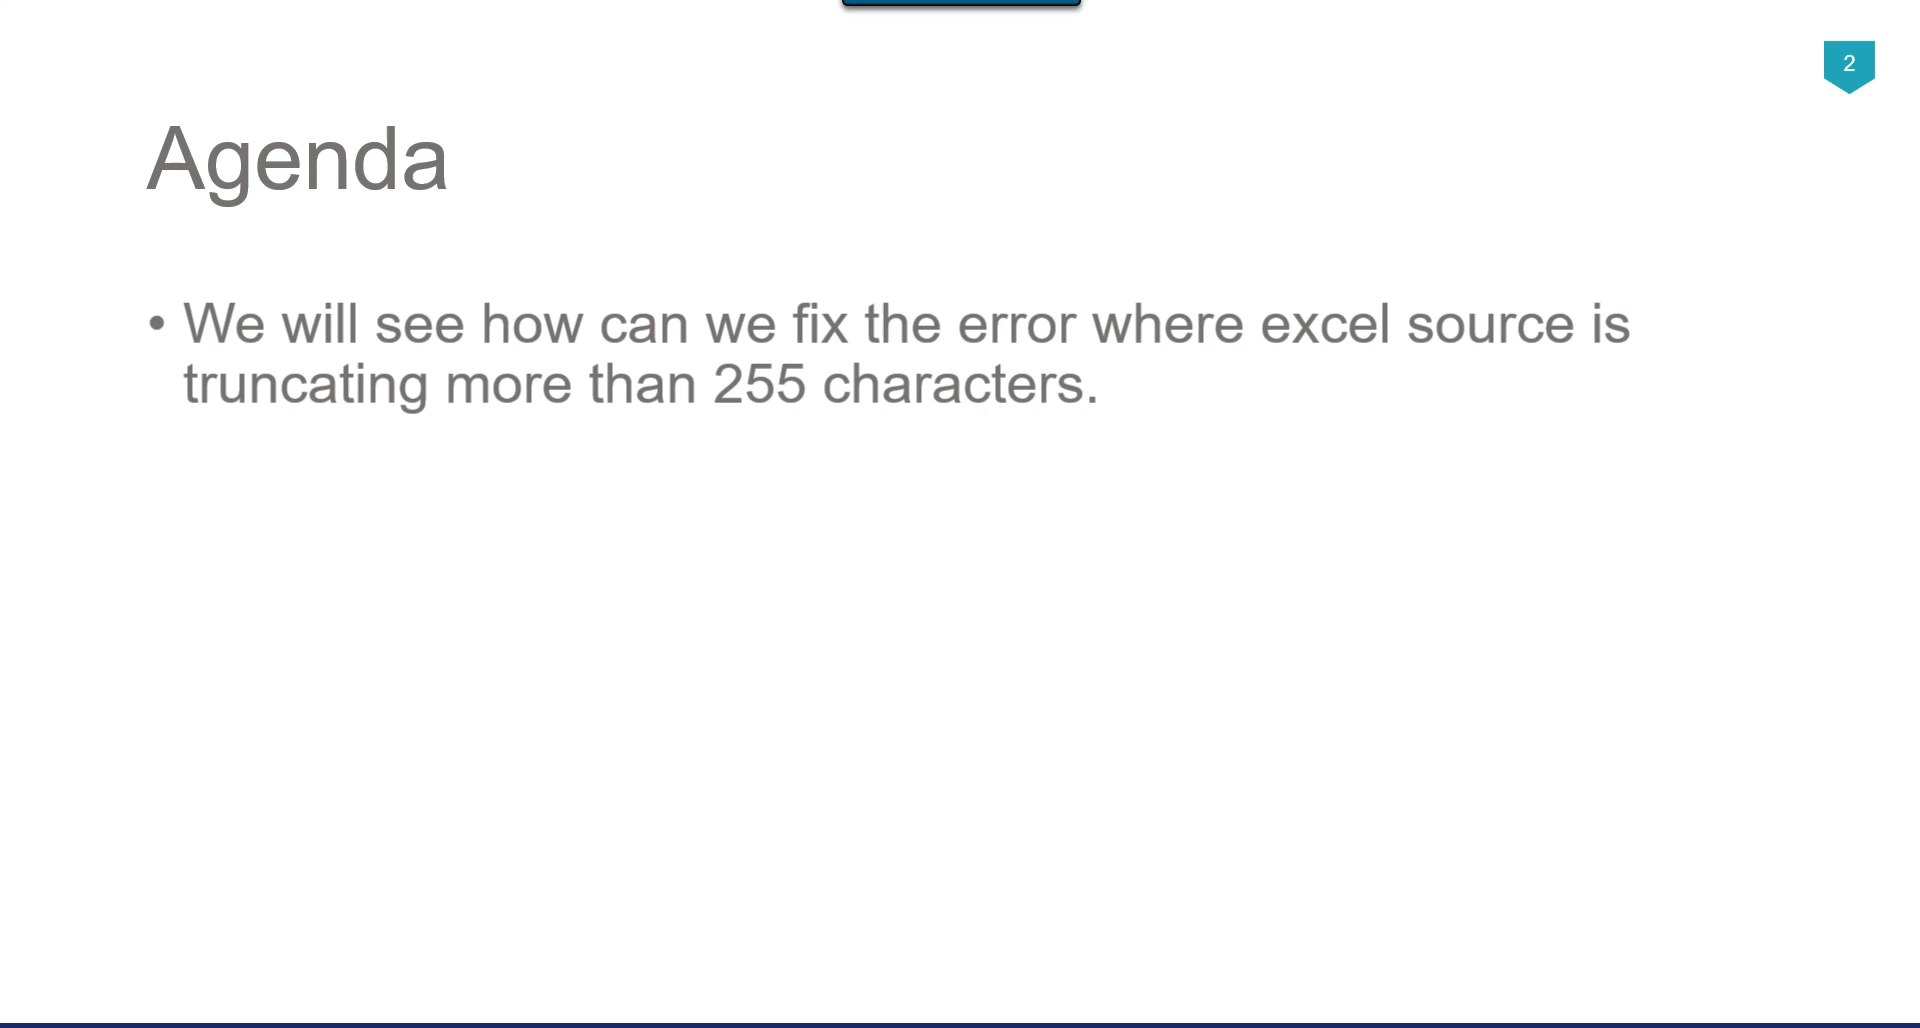 2
Agenda
• We will see how can we fix the error where excel source is
truncating more than 255 characters.